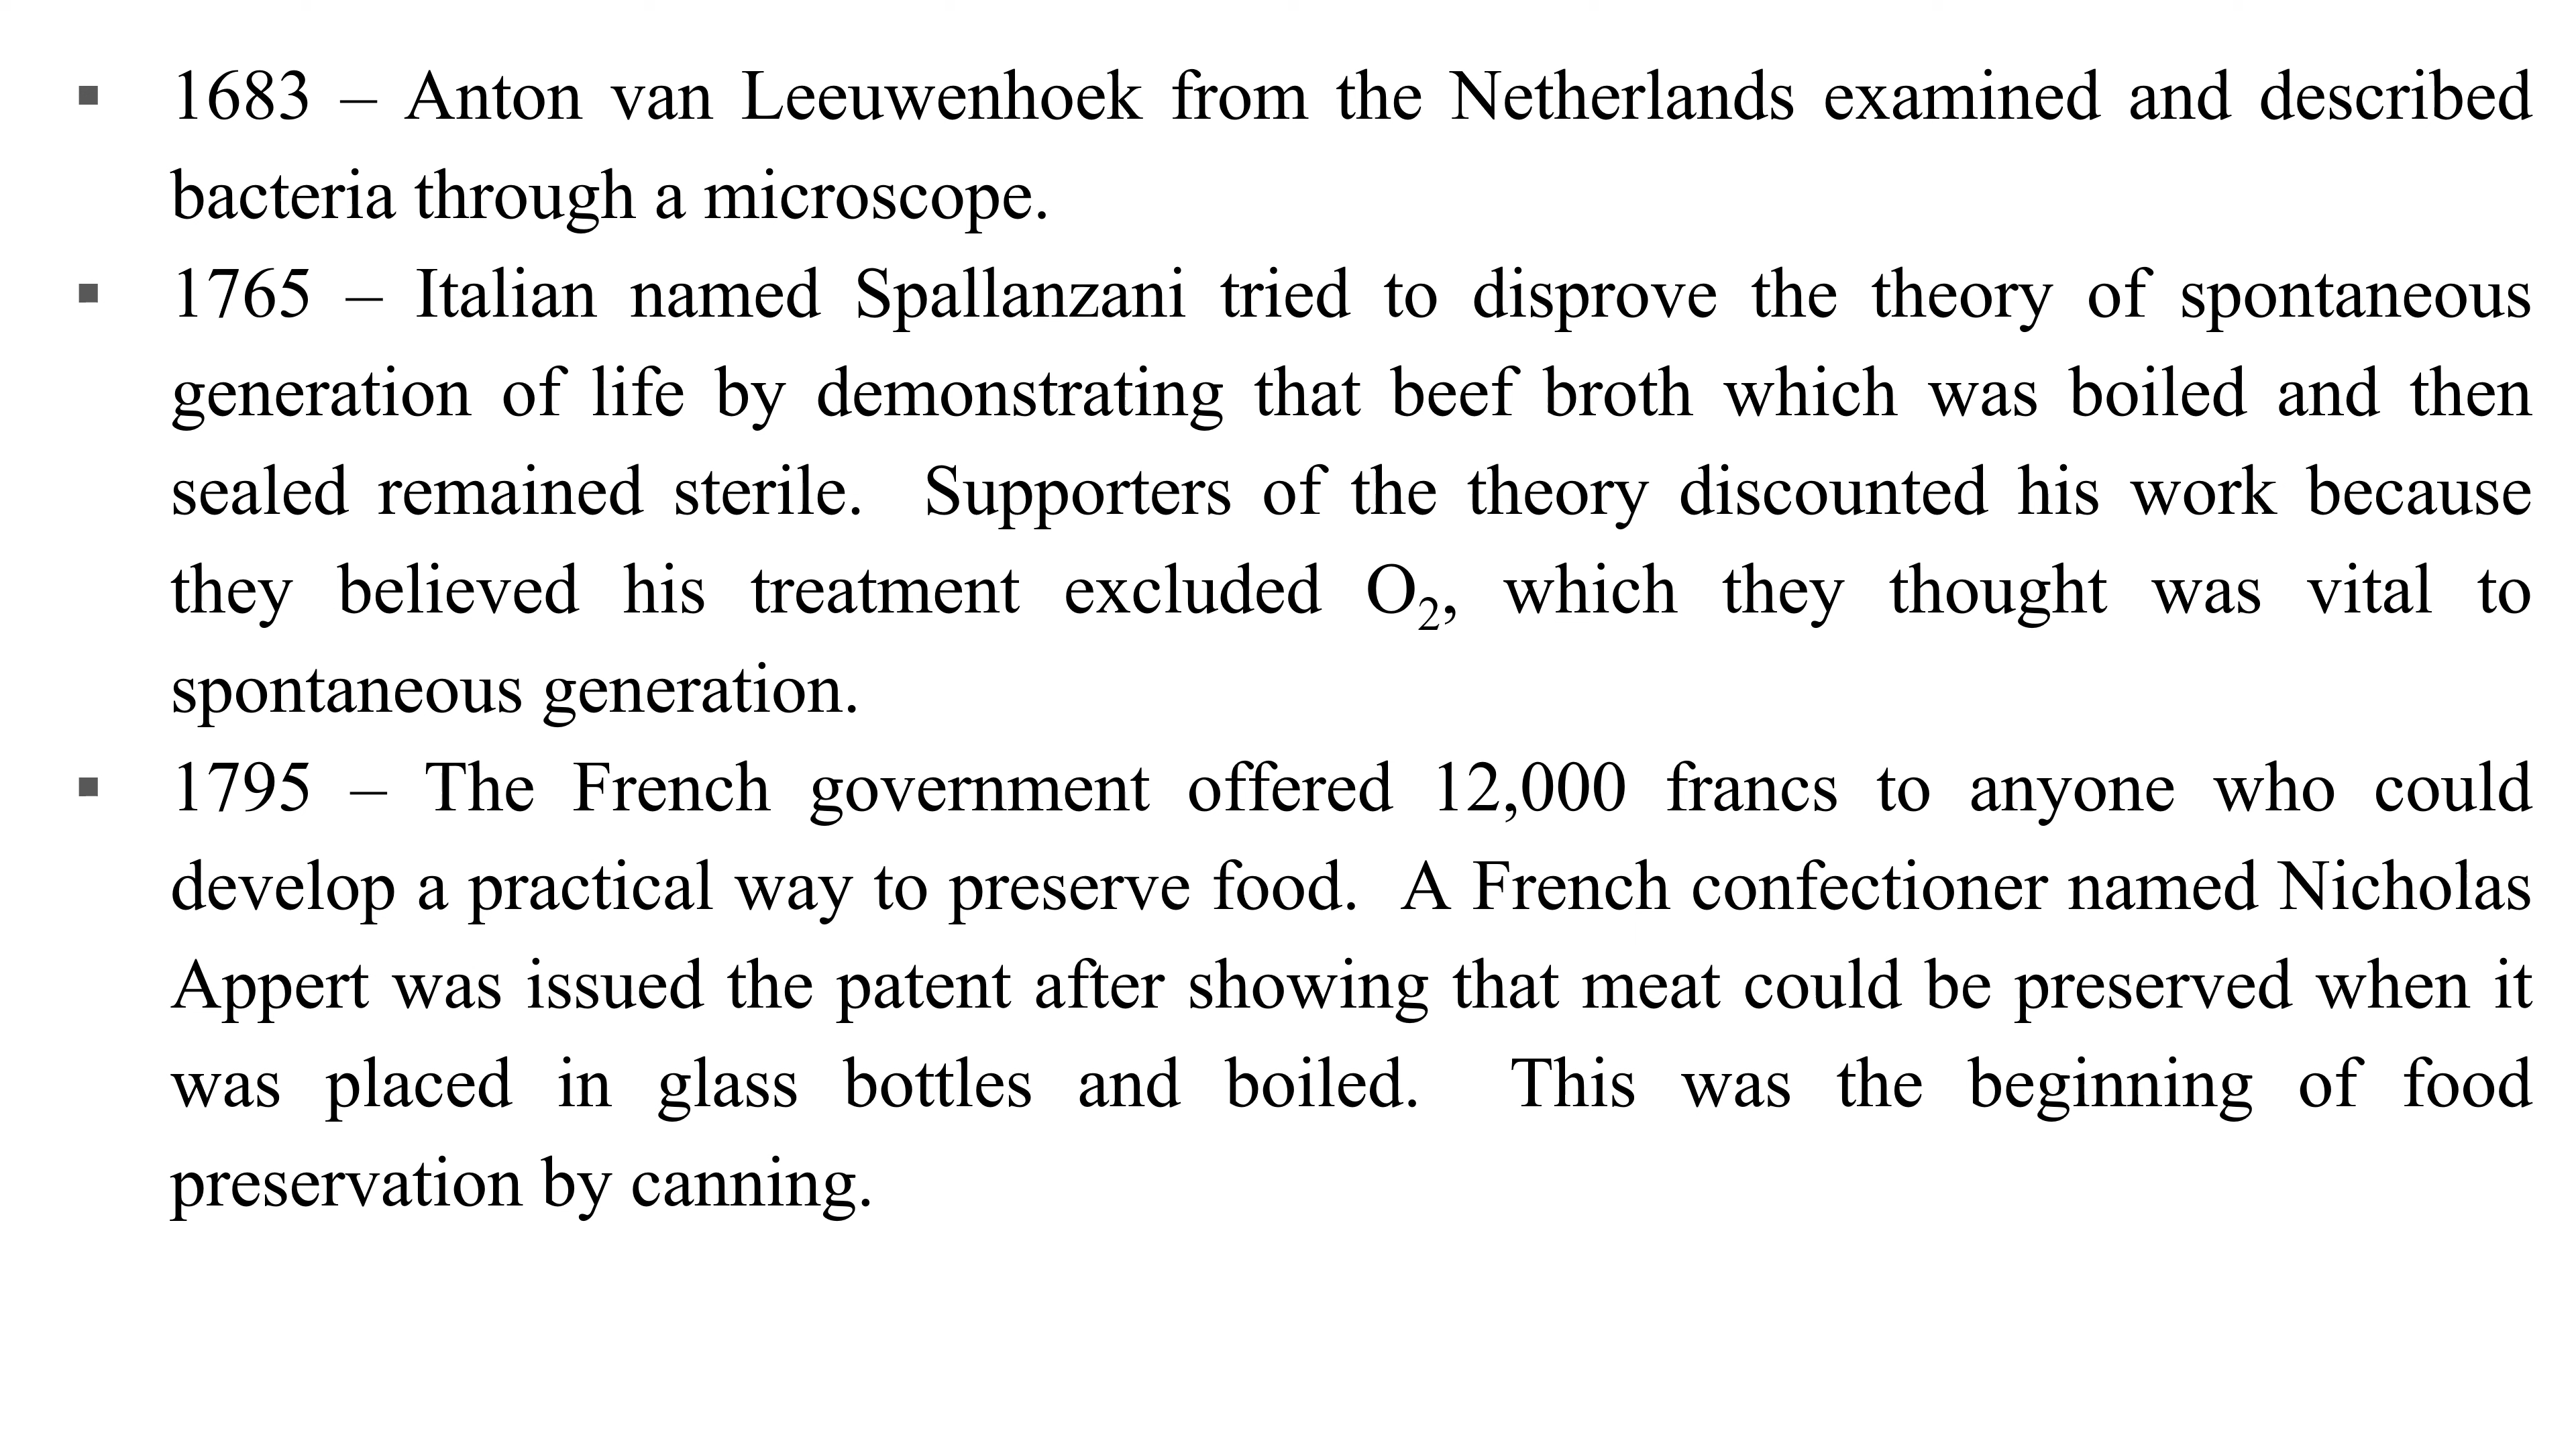 ▪ 1683 – Anton van Leeuwenhoek from the Netherlands examined and described
bacteria through a microscope.
▪ 1765 – Italian named Spallanzani tried to disprove the theory of spontaneous
generation of life by demonstrating that beef broth which was boiled and then
sealed remained sterile. Supporters of the theory discounted his work because
they believed his treatment excluded O₂, which they thought was vital to
spontaneous generation.
▪ 1795 – The French government offered 12,000 francs to anyone who could
develop a practical way to preserve food. A French confectioner named Nicholas
Appert was issued the patent after showing that meat could be preserved when it
was placed in glass bottles and boiled. This was the beginning of food
preservation by canning.